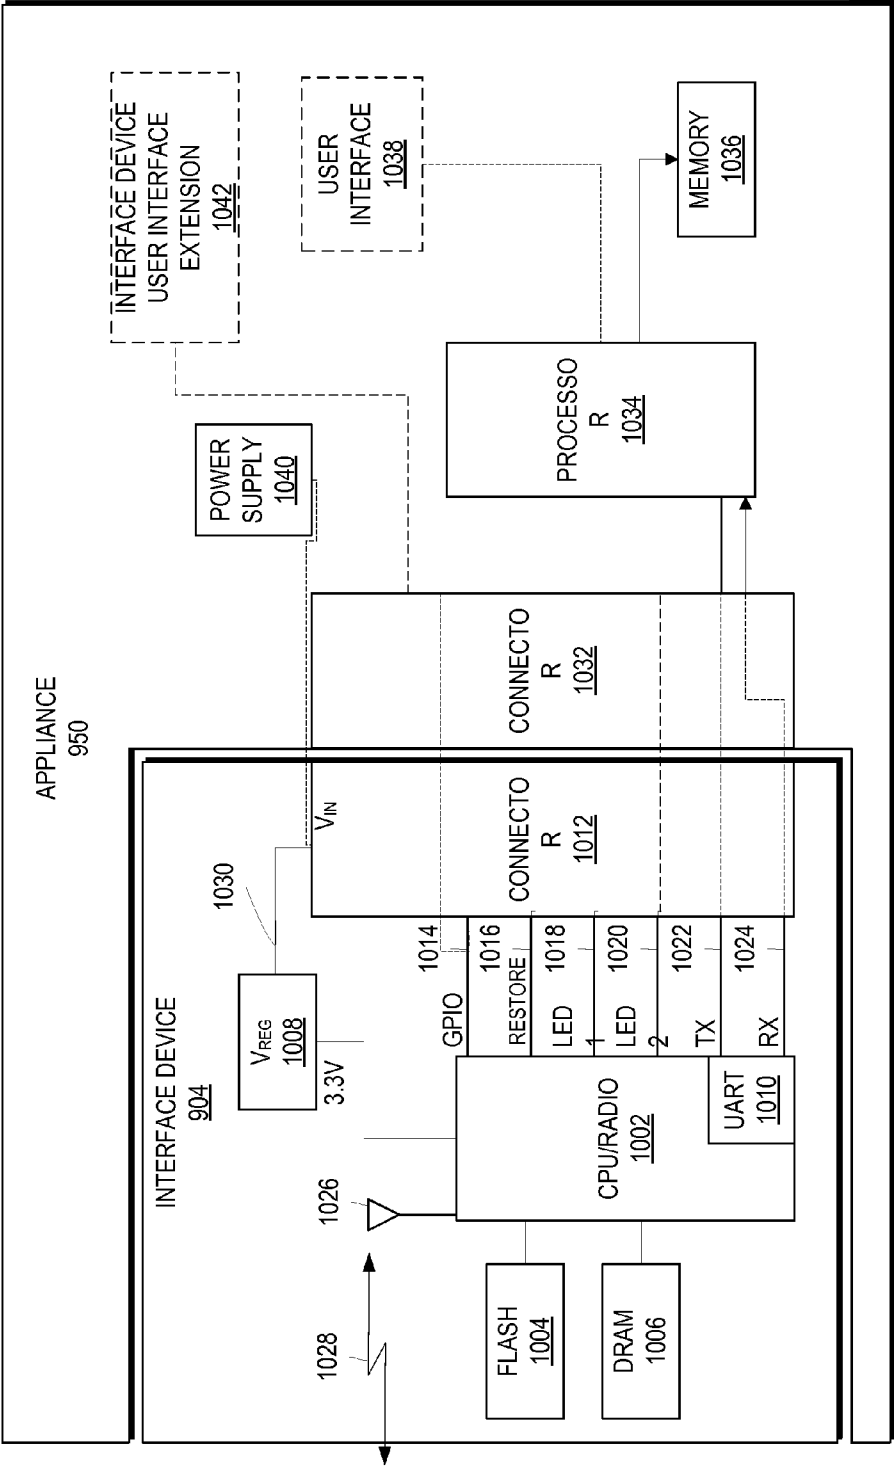 APPLIANCE
950
INTERFACE DEVICE
904
INTERFACE DEVICE
USER INTERFACE
EXTENSION
1042
POWER
SUPPLY
1040
USER
INTERFACE
1038
VREG
1008
3.3V
1030
VIN
1028
1026
FLASH
1004
DRAM
1006
CPU/RADIO
1002
UART
1010
GPIO
1014
RESTORE
1016
LED
1
1018
LED
2
1020
TX
1022
RX
1024
CONNECTO
R
1012
CONNECTO
R
1032
PROCESSO
R
1034
MEMORY
1036